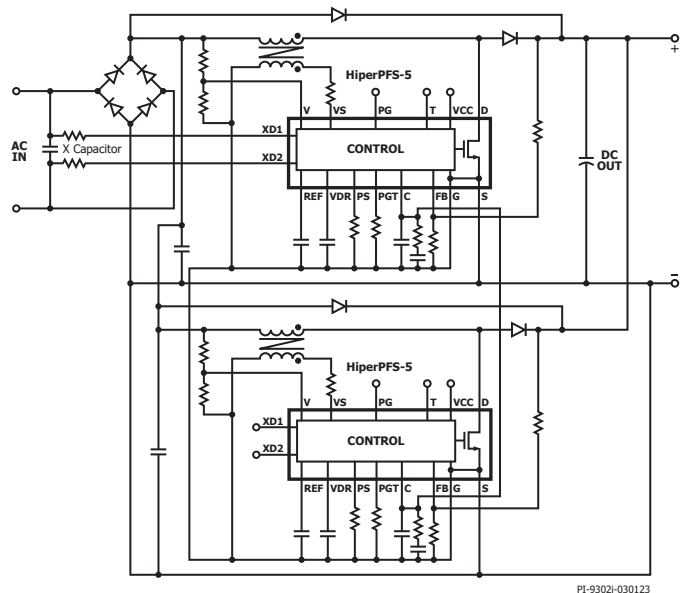 +
HiperPFS-5
V VS PG T VCC D
XD1
AC
IN
X Capacitor
CONTROL
DC
OUT
XD2
REF VDR PS PGT C FB G S
–
HiperPFS-5
V VS PG T VCC D
XD1
CONTROL
XD2
REF VDR PS PGT C FB G S
PI-9302i-030123